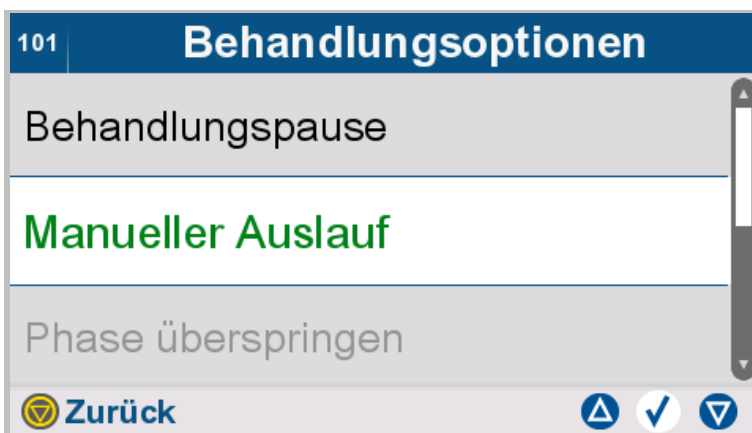 101 Behandlungsoptionen
Behandlungspause
Manueller Auslauf
Phase überspringen
Zurück